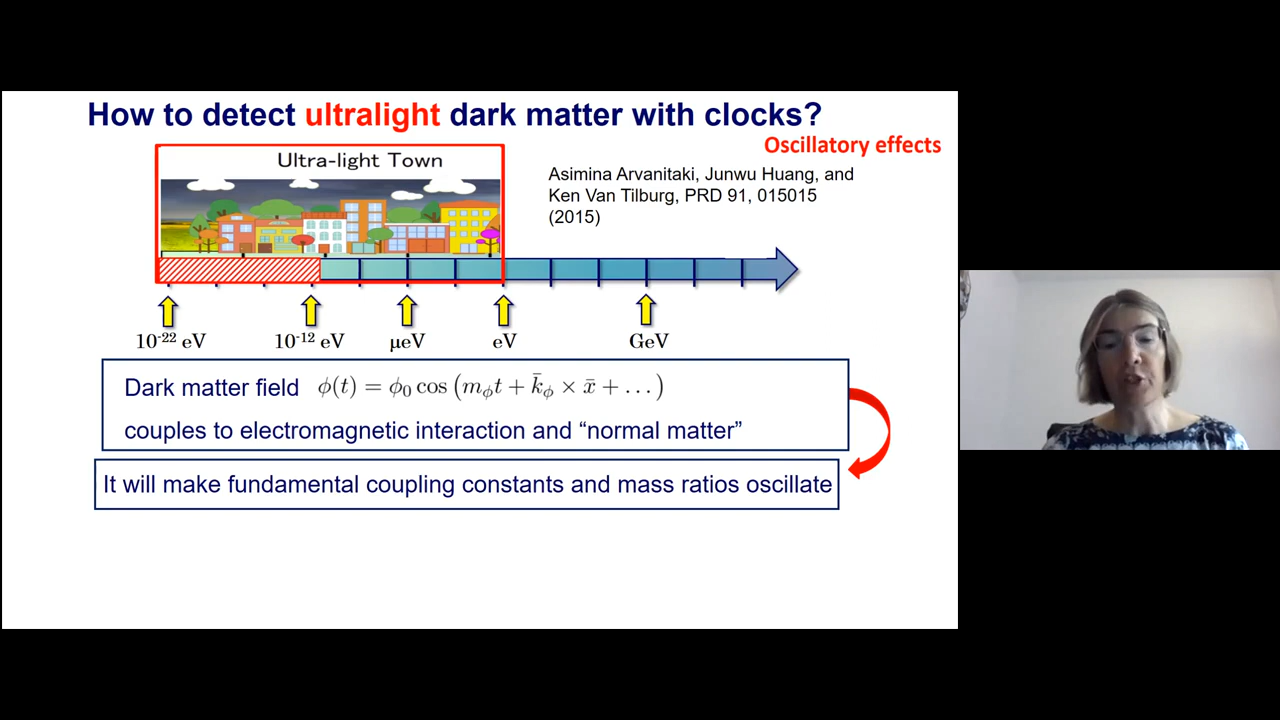 How to detect ultralight dark matter with clocks?
Oscillatory effects
Ultra-light Town
Asimina Arvanitaki, Junwu Huang, and
Ken Van Tilburg, PRD 91, 015015
(2015)
10⁻²² eV
10⁻¹² eV
μeV
eV
GeV
Dark matter field ϕ(t) = ϕ₀ cos (m_ϕ t + k̄_ϕ × x̄ + . . . )
couples to electromagnetic interaction and “normal matter”
It will make fundamental coupling constants and mass ratios oscillate